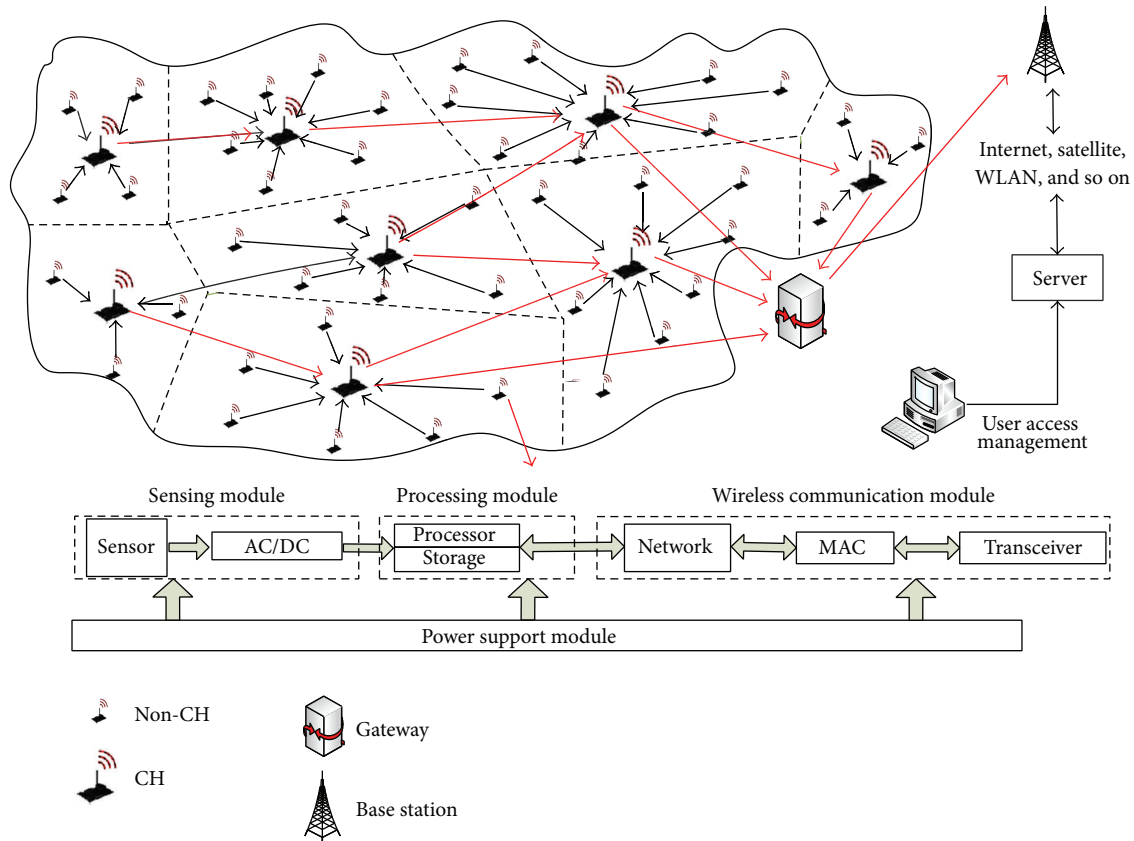 Internet, satellite,
WLAN, and so on
Server
User access
management
Sensing module
Processing module
Wireless communication module
Sensor
AC/DC
Processor
Storage
Network
MAC
Transceiver
Power support module
Non-CH
CH
Gateway
Base station